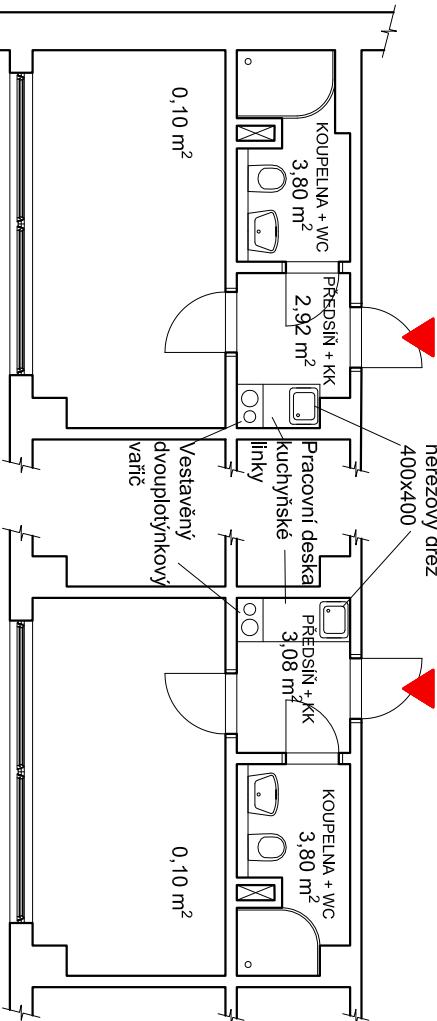 KOUPELNA + WC
3,80 m²
0,10 m²
PŘEDSÍŇ + KK
2,92 m²
nerezový dřez
400x400
Pracovní deska
kuchyňské
linky
Vestavěný
dvouplotýnkový
vařič
PŘEDSÍŇ + KK
3,08 m²
KOUPELNA + WC
3,80 m²
0,10 m²